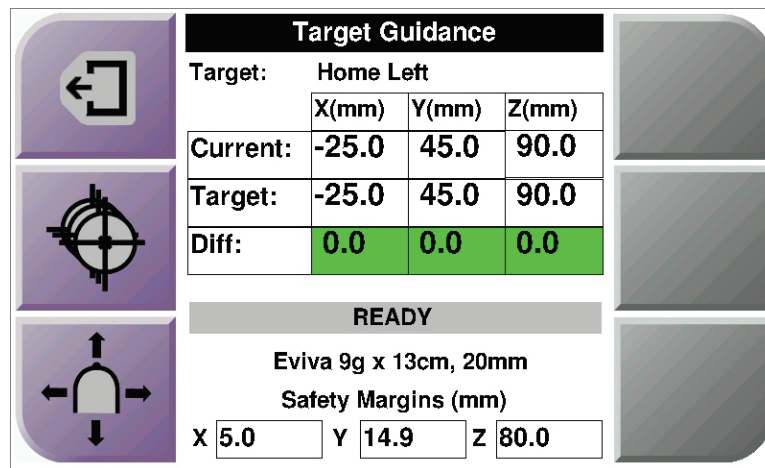 Target Guidance
Target: Home Left
X(mm) Y(mm) Z(mm)
Current: -25.0 45.0 90.0
Target: -25.0 45.0 90.0
Diff: 0.0 0.0 0.0
READY
Eviva 9g x 13cm, 20mm
Safety Margins (mm)
X 5.0 Y 14.9 Z 80.0